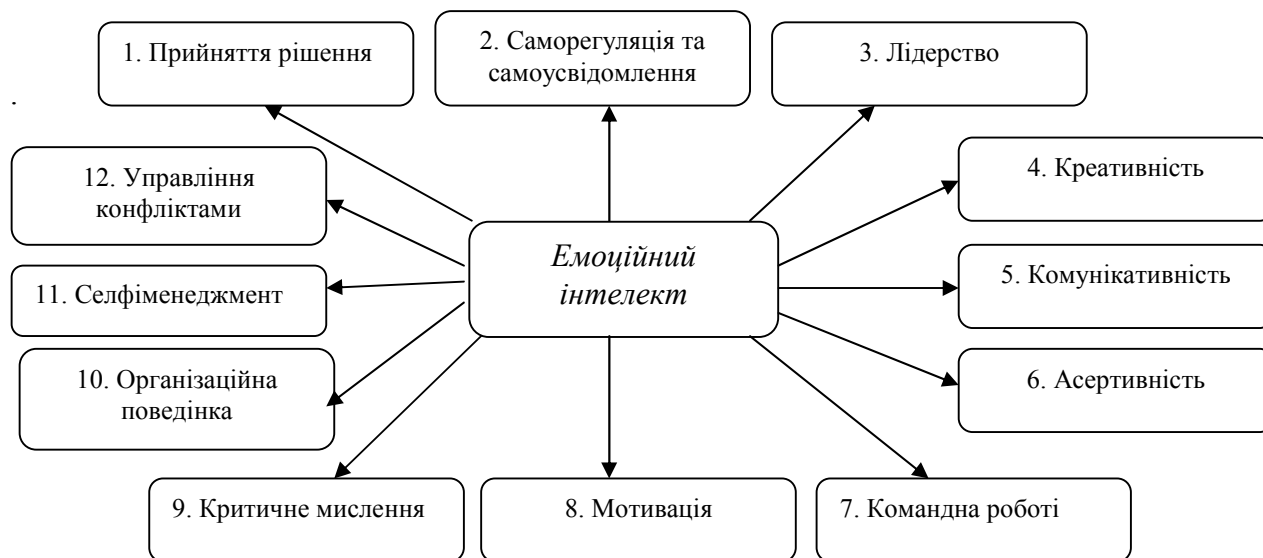 1. Прийняття рішення
2. Саморегуляція та
самоусвідомлення
3. Лідерство
12. Управління
конфліктами
4. Креативність
Емоційний
інтелект
11. Селфіменеджмент
5. Комунікативність
10. Організаційна
поведінка
6. Асертивність
9. Критичне мислення
8. Мотивація
7. Командна роботі